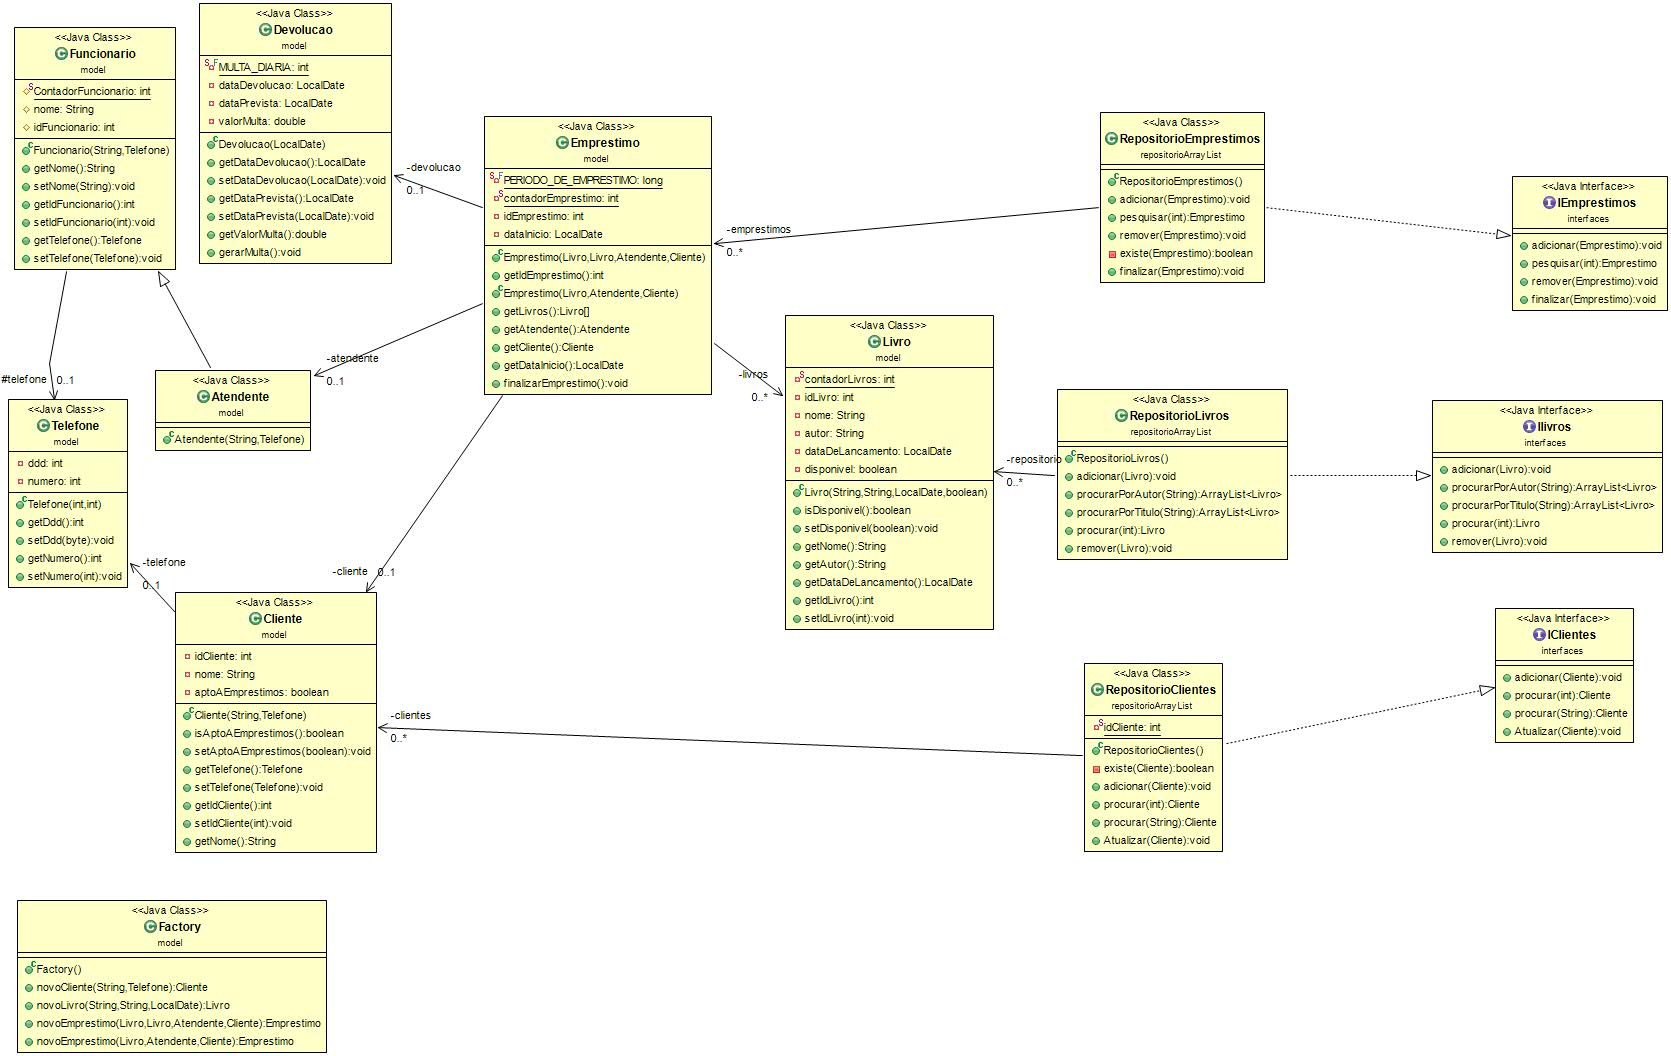 <<Java Class>>
Funcionario
model
ContadorFuncionario: int
nome: String
idFuncionario: int
Funcionario(String,Telefone)
getNome():String
setNome(String):void
getIdFuncionario():int
setIdFuncionario(int):void
getTelefone():Telefone
setTelefone(Telefone):void
<<Java Class>>
Devolucao
model
MULTA_DIARIA: int
dataDevolucao: LocalDate
dataPrevista: LocalDate
valorMulta: double
Devolucao(LocalDate)
getDataDevolucao():LocalDate
setDataDevolucao(LocalDate):void
getDataPrevista():LocalDate
setDataPrevista(LocalDate):void
getValorMulta():double
gerarMulta():void
-devolucao
0..1
<<Java Class>>
Emprestimo
model
PERIODO_DE_EMPRESTIMO: long
contadorEmprestimo: int
idEmprestimo: int
dataInicio: LocalDate
Emprestimo(Livro,Livro,Atendente,Cliente)
getIdEmprestimo():int
Emprestimo(Livro,Atendente,Cliente)
getLivros():Livro[]
getAtendente():Atendente
getCliente():Cliente
getDataInicio():LocalDate
finalizarEmprestimo():void
-emprestimos
0..*
<<Java Class>>
RepositorioEmprestimos
repositorioArrayList
RepositorioEmprestimos()
adicionar(Emprestimo):void
pesquisar(int):Emprestimo
remover(Emprestimo):void
existe(Emprestimo):boolean
finalizar(Emprestimo):void
<<Java Interface>>
IEmprestimos
interfaces
adicionar(Emprestimo):void
pesquisar(int):Emprestimo
remover(Emprestimo):void
finalizar(Emprestimo):void
#telefone
0..1
-atendente
0..1
<<Java Class>>
Atendente
model
Atendente(String,Telefone)
<<Java Class>>
Telefone
model
ddd: int
numero: int
Telefone(int,int)
getDdd():int
setDdd(byte):void
getNumero():int
setNumero(int):void
-telefone
0..1
-cliente
0..1
-livros
0..*
<<Java Class>>
Livro
model
contadorLivros: int
idLivro: int
nome: String
autor: String
dataDeLancamento: LocalDate
disponivel: boolean
Livro(String,String,LocalDate,boolean)
isDisponivel():boolean
setDisponivel(boolean):void
getNome():String
getAutor():String
getDataDeLancamento():LocalDate
getIdLivro():int
setIdLivro(int):void
-repositorio
0..*
<<Java Class>>
RepositorioLivros
repositorioArrayList
RepositorioLivros()
adicionar(Livro):void
procurarPorAutor(String):ArrayList<Livro>
procurarPorTitulo(String):ArrayList<Livro>
procurar(int):Livro
remover(Livro):void
<<Java Interface>>
Ilivros
interfaces
adicionar(Livro):void
procurarPorAutor(String):ArrayList<Livro>
procurarPorTitulo(String):ArrayList<Livro>
procurar(int):Livro
remover(Livro):void
<<Java Class>>
Cliente
model
idCliente: int
nome: String
aptoAEmprestimos: boolean
Cliente(String,Telefone)
isAptoAEmprestimos():boolean
setAptoAEmprestimos(boolean):void
getTelefone():Telefone
setTelefone(Telefone):void
getIdCliente():int
setIdCliente(int):void
getNome():String
-clientes
0..*
<<Java Class>>
RepositorioClientes
repositorioArrayList
idCliente: int
RepositorioClientes()
existe(Cliente):boolean
adicionar(Cliente):void
procurar(int):Cliente
procurar(String):Cliente
Atualizar(Cliente):void
<<Java Interface>>
IClientes
interfaces
adicionar(Cliente):void
procurar(int):Cliente
procurar(String):Cliente
Atualizar(Cliente):void
<<Java Class>>
Factory
model
Factory()
novoCliente(String,Telefone):Cliente
novoLivro(String,String,LocalDate):Livro
novoEmprestimo(Livro,Livro,Atendente,Cliente):Emprestimo
novoEmprestimo(Livro,Atendente,Cliente):Emprestimo